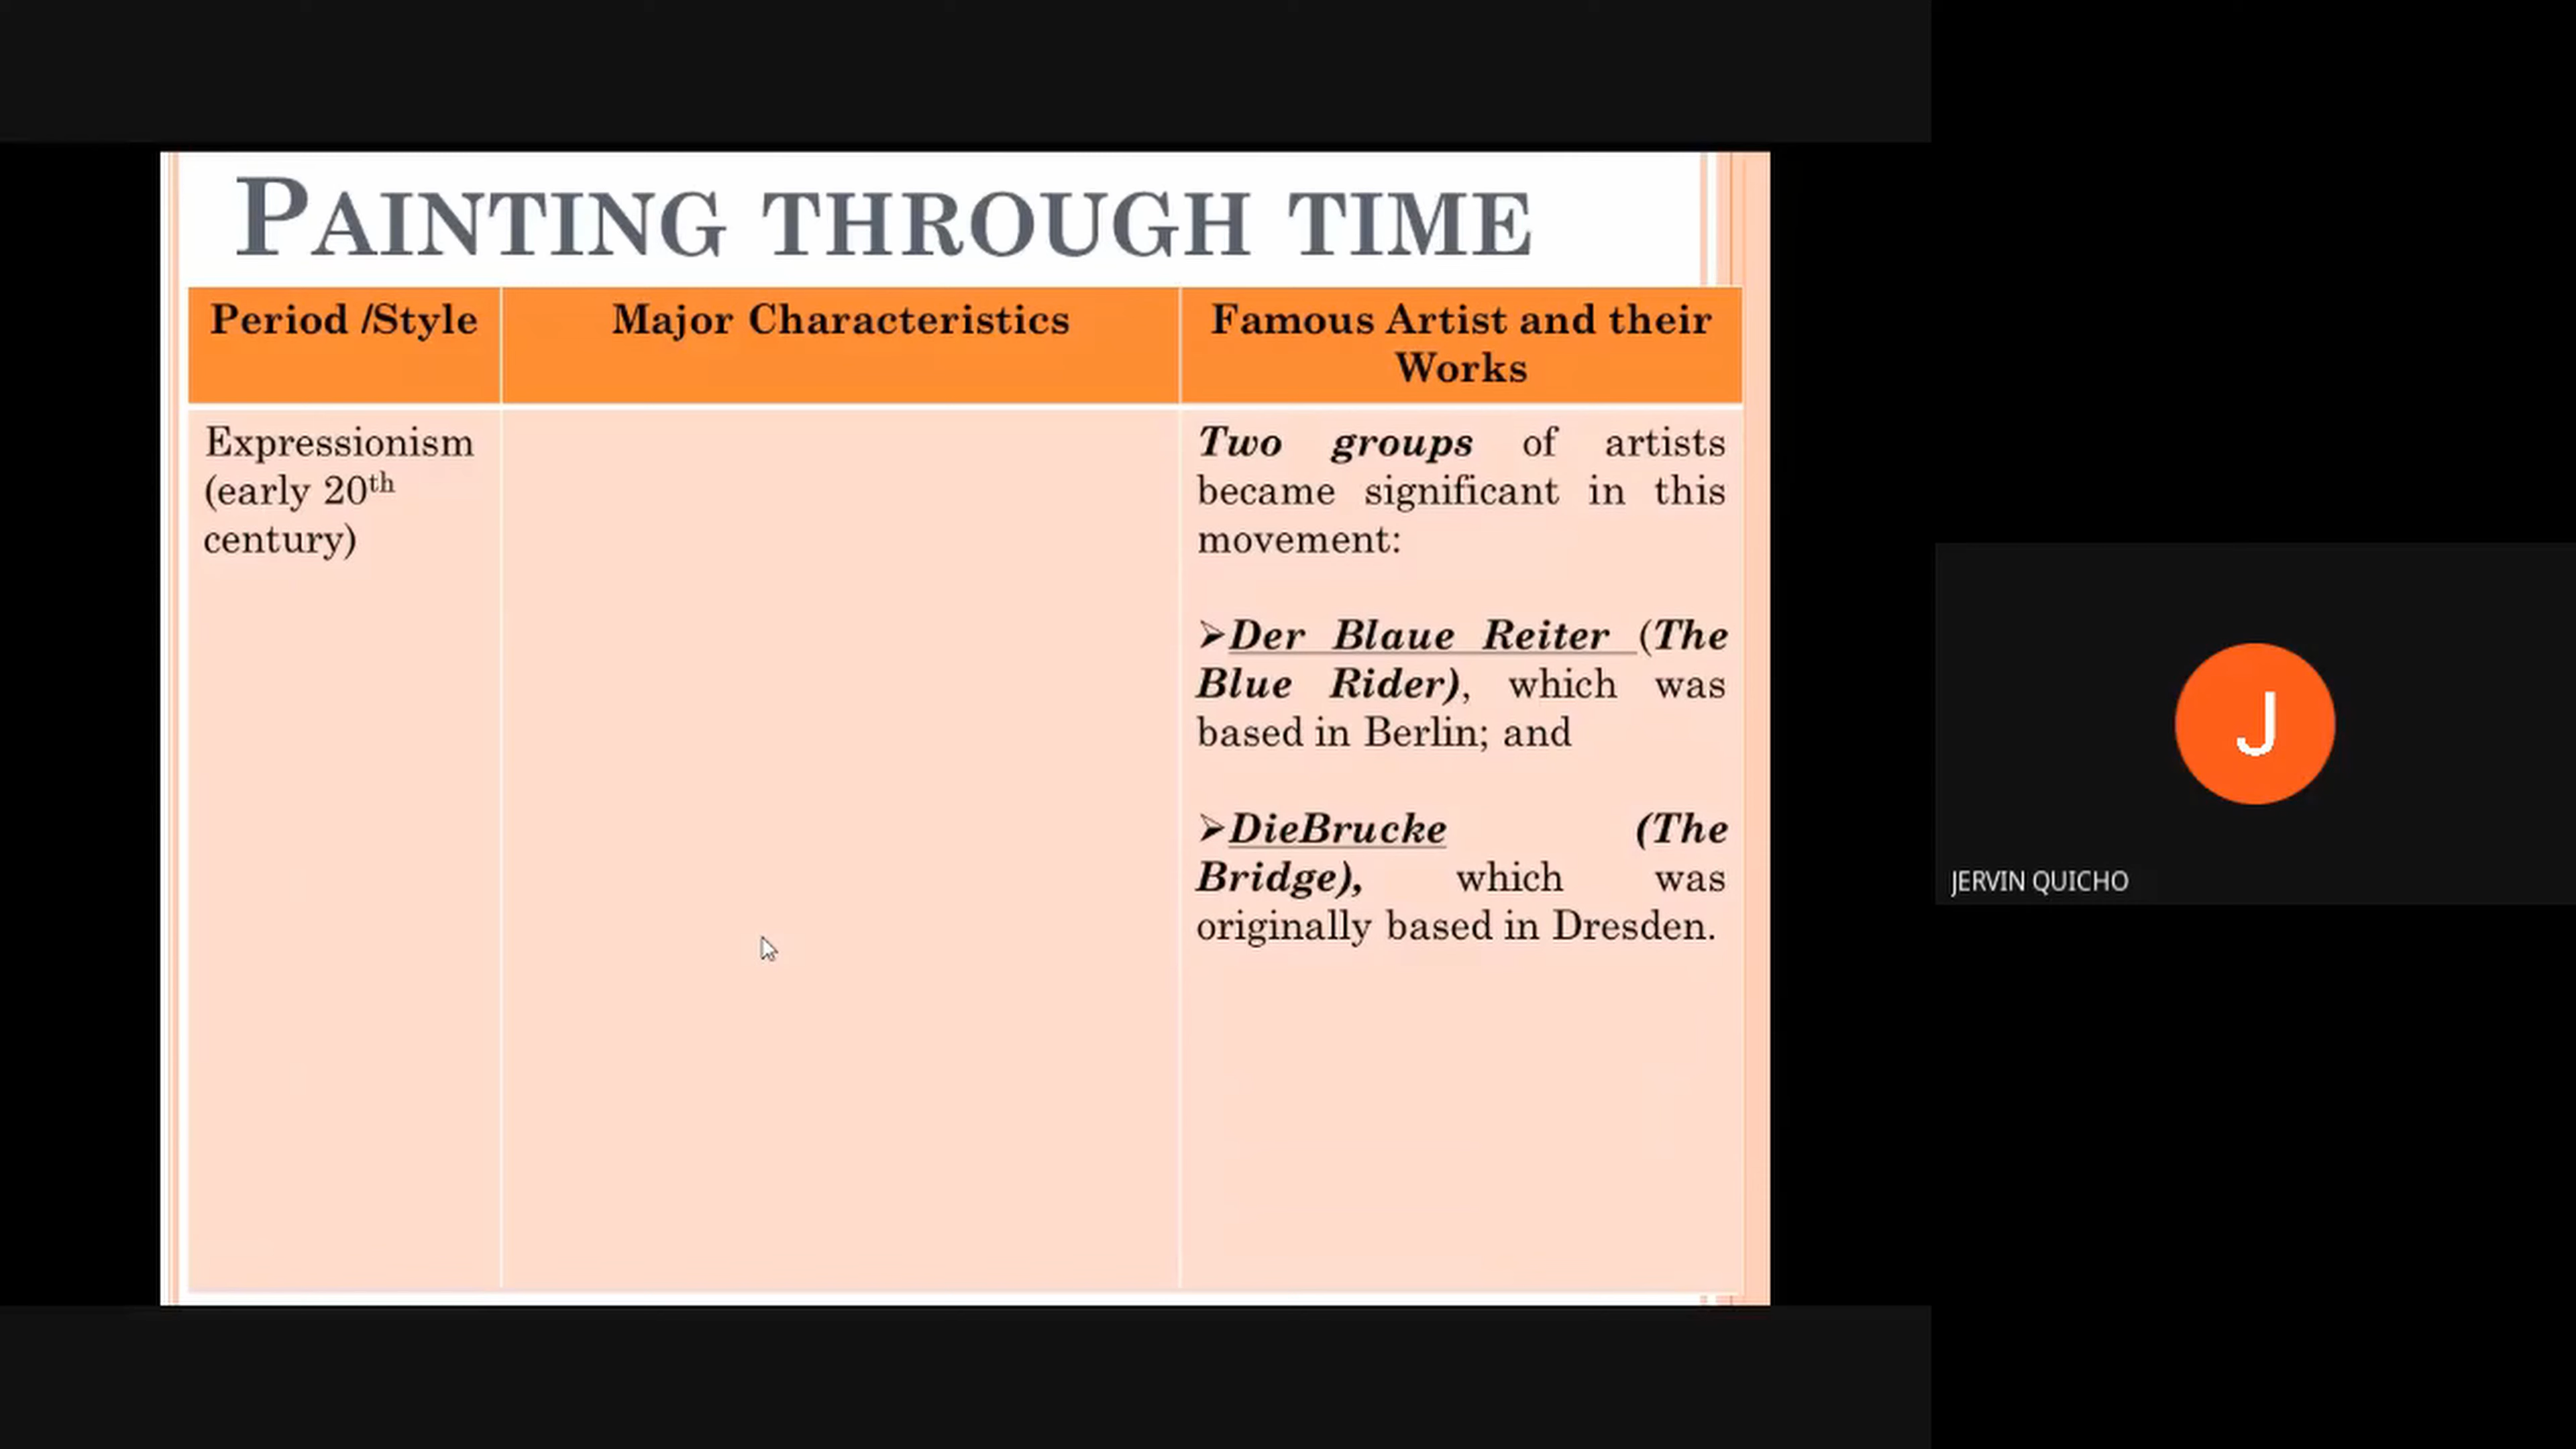 PAINTING THROUGH TIME
Period /Style
Major Characteristics
Famous Artist and their
Works
Expressionism
(early 20th
century)
Two groups of artists
became significant in this
movement:
➢Der Blaue Reiter (The
Blue Rider), which was
based in Berlin; and
➢DieBrucke (The
Bridge), which was
originally based in Dresden.
J
JERVIN QUICHO